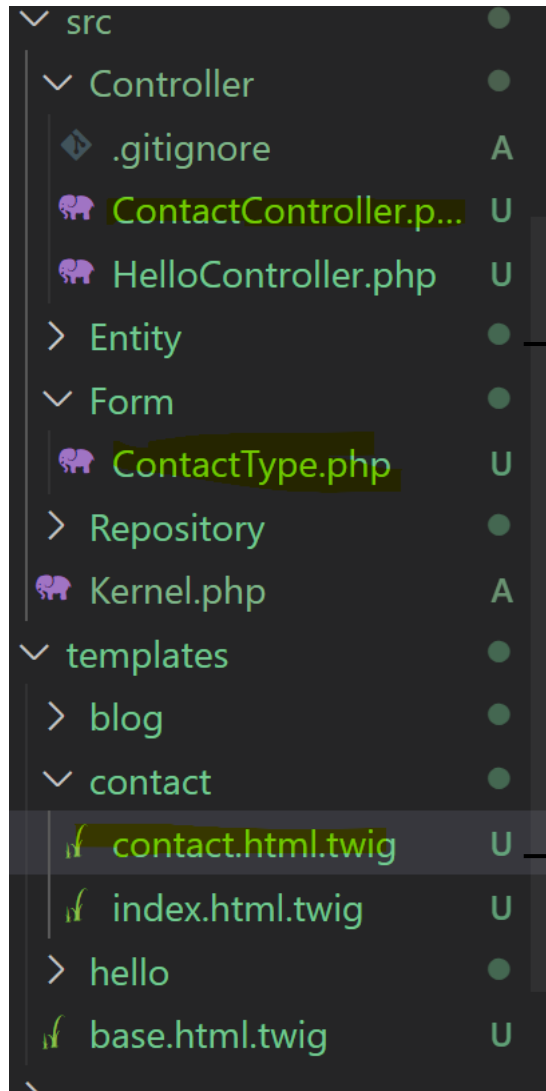 src
Controller
.gitignore A
ContactController.p... U
HelloController.php U
Entity
Form
ContactType.php U
Repository
Kernel.php A
templates
blog
contact
contact.html.twig U
index.html.twig U
hello
base.html.twig U